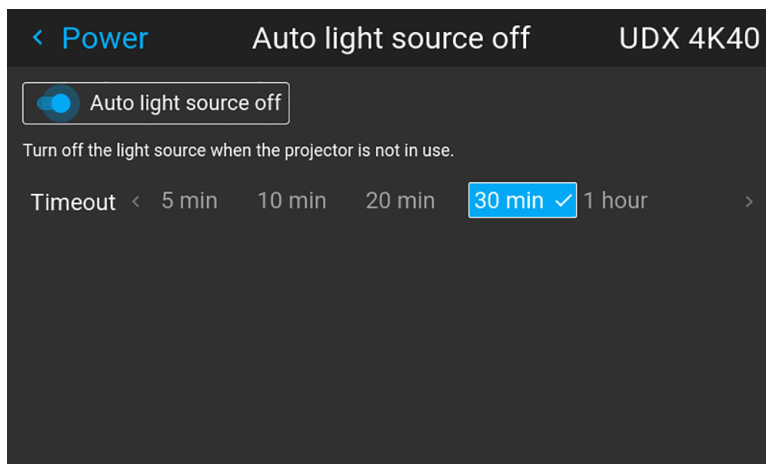 Power Auto light source off UDX 4K40
Auto light source off
Turn off the light source when the projector is not in use.
Timeout 5 min 10 min 20 min 30 min 1 hour